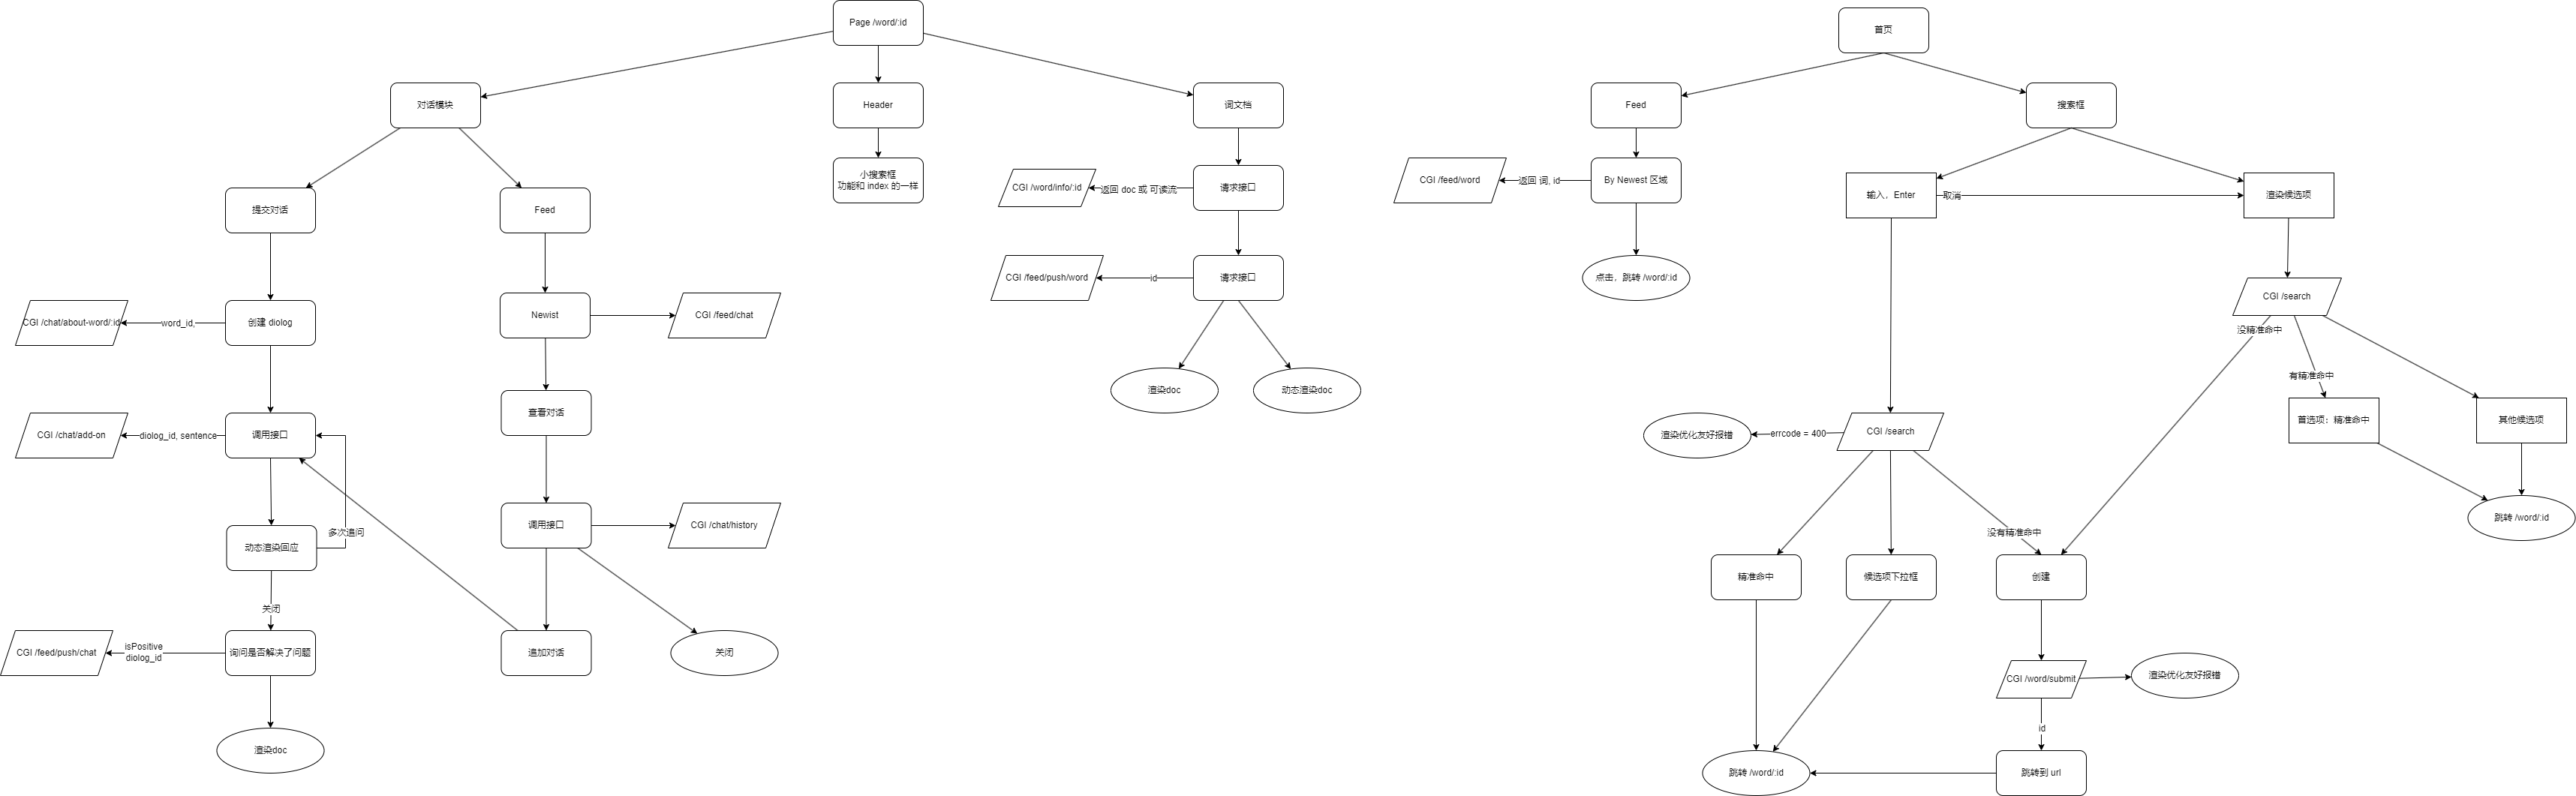 Page /word/:id
对话模块
Header
词文档
小搜索框
功能和 index 的一样
CGI /word/info/:id
返回 doc 或 可读流
请求接口
提交对话
Feed
CGI /feed/push/word
id
请求接口
CGI /chat/about-word/:id
word_id,
创建 diolog
Newist
CGI /feed/chat
渲染doc
动态渲染doc
查看对话
CGI /chat/add-on
diolog_id, sentence
调用接口
调用接口
CGI /chat/history
多次追问
动态渲染回应
关闭
CGI /feed/push/chat
isPositive
diolog_id
询问是否解决了问题
追加对话
关闭
渲染doc
首页
Feed
搜索框
CGI /feed/word
返回 词, id
By Newest 区域
输入，Enter
取消
渲染候选项
点击，跳转 /word/:id
CGI /search
没精准命中
有精准命中
首选项：精准命中
其他候选项
渲染优化友好报错
errcode = 400
CGI /search
跳转 /word/:id
没有精准命中
精准命中
候选项下拉框
创建
CGI /word/submit
渲染优化友好报错
id
跳转 /word/:id
跳转到 url